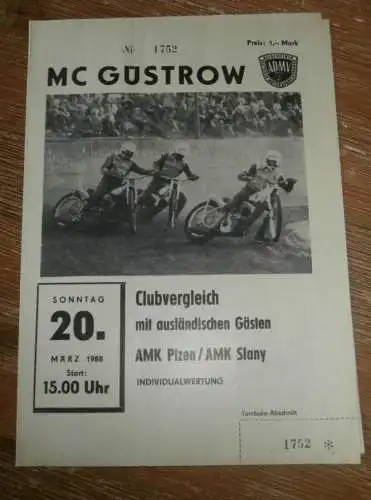 Nr 1752
Preis: 1,– Mark
MC GÜSTROW
ADMV
SONNTAG
20.
MÄRZ 1988
Start:
15.00 Uhr
Clubvergleich
mit ausländischen Gästen
AMK Plzen/AMK Slany
INDIVIDUALWERTUNG
Tombola-Abschnitt
1752 *